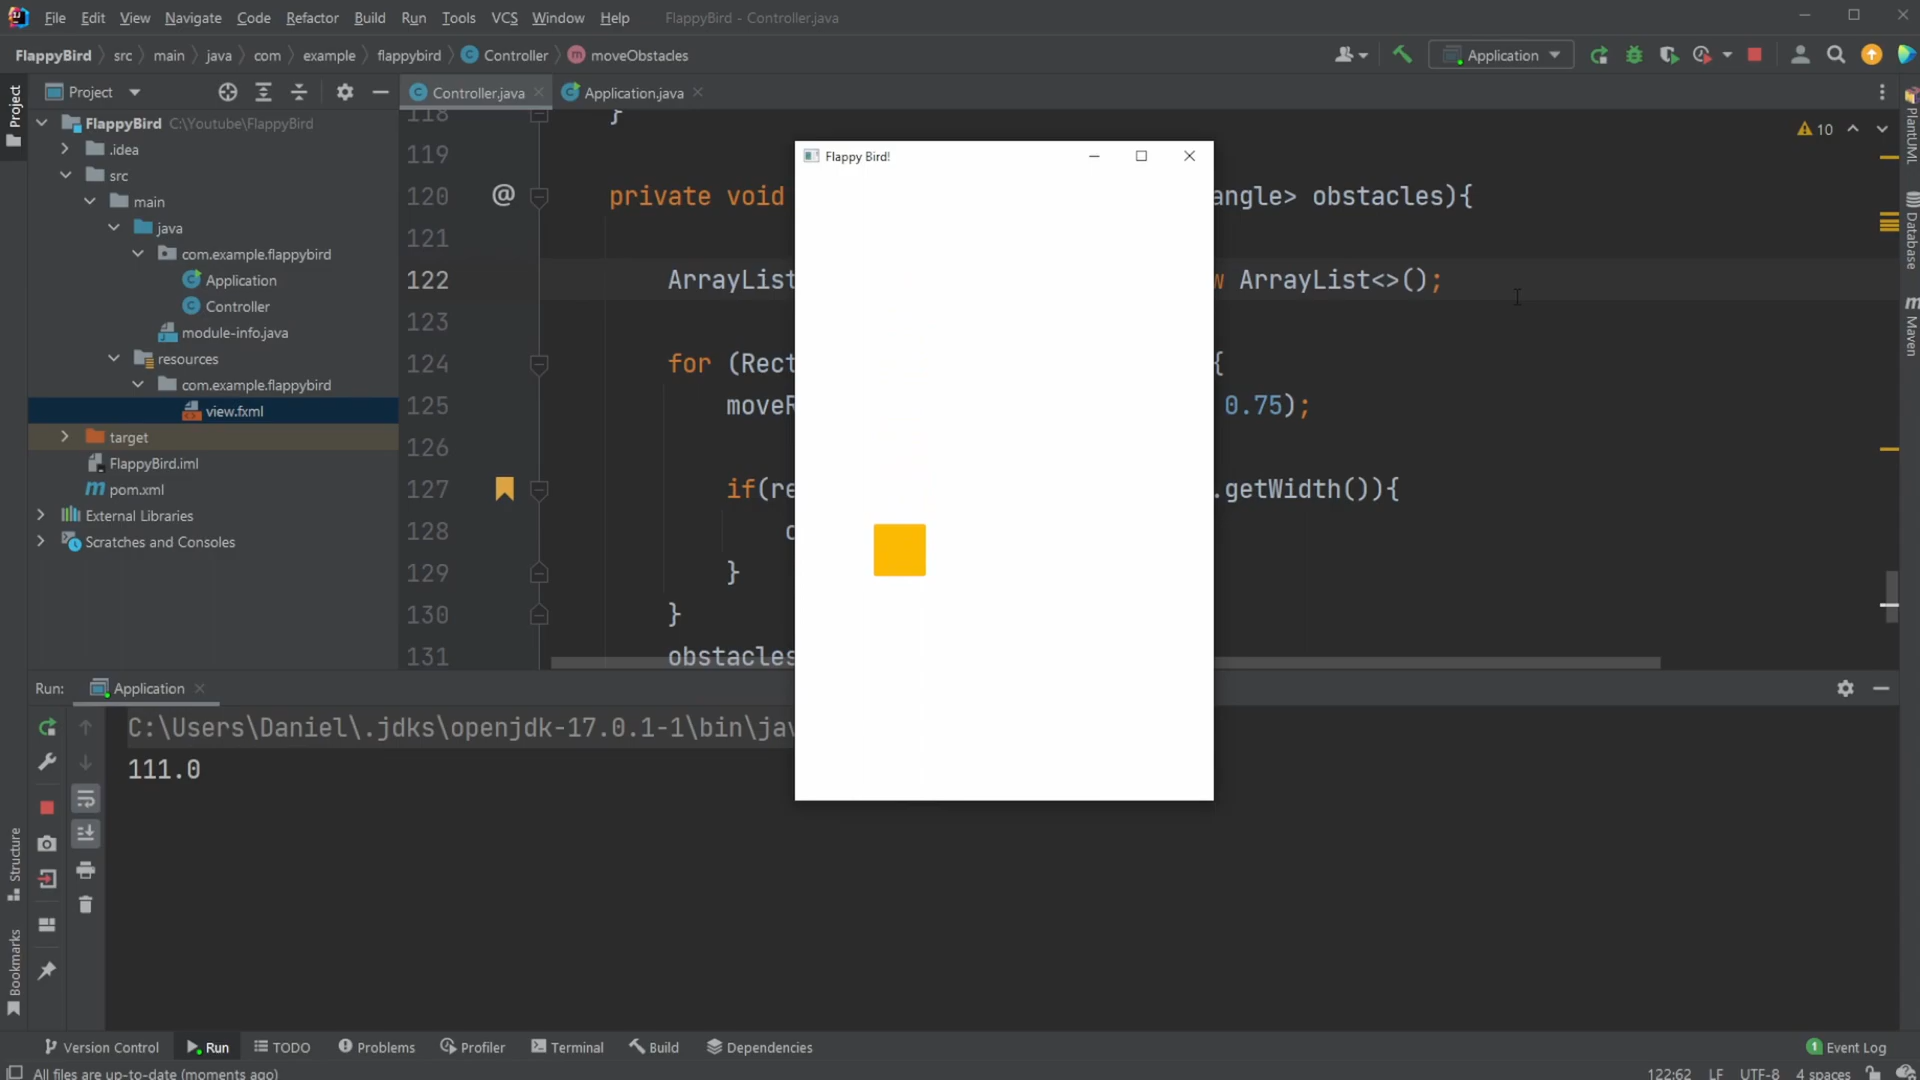 File Edit View Navigate Code Refactor Build Run Tools VCS Window Help FlappyBird - Controller.java
FlappyBird src main java com example flappybird Controller moveObstacles Application
Project Controller.java Application.java
FlappyBird C:\Youtube\FlappyBird
.idea
src
main
java
com.example.flappybird
Application
Controller
module-info.java
resources
com.example.flappybird
view.fxml
target
FlappyBird.iml
pom.xml
External Libraries
Scratches and Consoles
Project
Structure
Bookmarks
118 }
119
120 @ private void angle> obstacles){
121
122 ArrayList w ArrayList<>();
123
124 for (Rect {
125 moveR 0.75);
126
127 if(re .getWidth()){
128
129 }
130 }
131 obstacles
10
Flappy Bird!
PlantUML
Database
Maven
Run: Application
C:\Users\Daniel\.jdks\openjdk-17.0.1-1\bin\jav
111.0
Version Control Run TODO Problems Profiler Terminal Build Dependencies 1 Event Log
All files are up-to-date (moments ago) 122:62 LF UTF-8 4 spaces